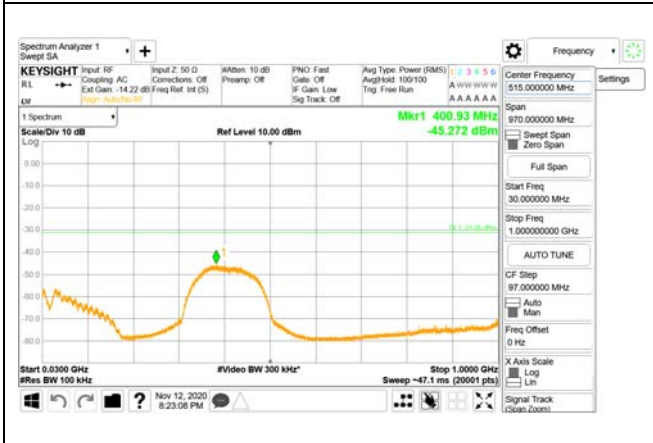 Spectrum Analyzer 1
Swept SA
Frequency
KEYSIGHT
Input: RF
Input Z: 50 Ω
#Atten: 10 dB
PNO: Fast
Avg Type: Power (RMS)
1 2 3 4 5 6
RL
Coupling: AC
Corrections: Off
Preamp: Off
Gate: Off
Avg|Hold: 100/100
A W W W W W
Ext Gain: -14.22 dB
Freq Ref: Int (S)
IF Gain: Low
Trig: Free Run
Align: Auto/No RF
Sig Track: Off
A A A A A A
1 Spectrum
Mkr1 400.93 MHz
Scale/Div 10 dB
Ref Level 10.00 dBm
-45.272 dBm
Log
0.00
-10.0
-20.0
-30.0
-40.0
1
-50.0
-60.0
-70.0
-80.0
Start 0.0300 GHz
#Video BW 300 kHz*
Stop 1.0000 GHz
#Res BW 100 kHz
Sweep ~47.1 ms (20001 pts)
Nov 12, 2020
8:23:08 PM
Center Frequency
515.000000 MHz
Settings
Span
970.000000 MHz
Swept Span
Zero Span
Full Span
Start Freq
30.000000 MHz
Stop Freq
1.000000000 GHz
AUTO TUNE
CF Step
97.000000 MHz
Auto
Man
Freq Offset
0 Hz
X Axis Scale
Log
Lin
Signal Track
(Span Zoom)